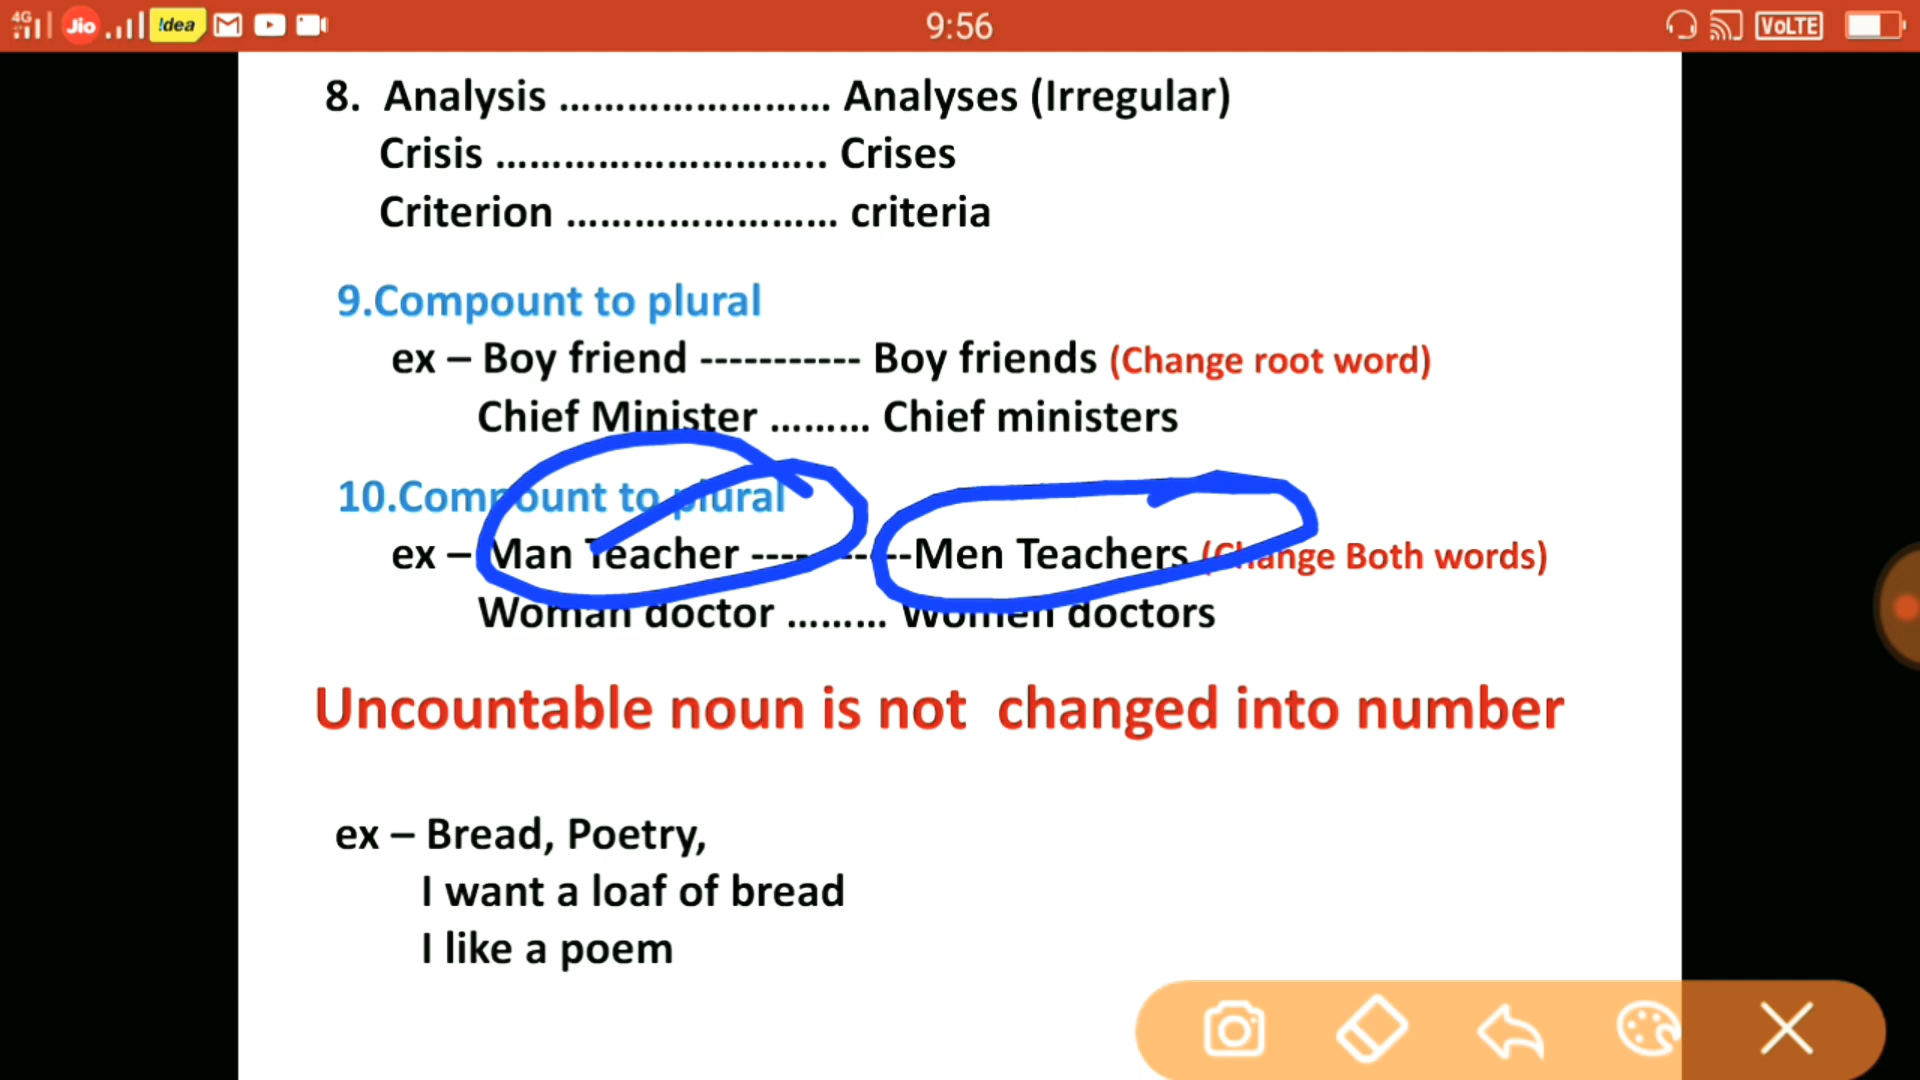 4G Jio !dea 9:56 VoLTE
8. Analysis ........................ Analyses (Irregular)
Crisis ............................. Crises
Criterion ........................ criteria
9.Compount to plural
ex – Boy friend ----------- Boy friends (Change root word)
Chief Minister ......... Chief ministers
10.Compount to plural
ex – Man Teacher -----------Men Teachers (Change Both words)
Woman doctor ......... Women doctors
Uncountable noun is not changed into number
ex – Bread, Poetry,
I want a loaf of bread
I like a poem